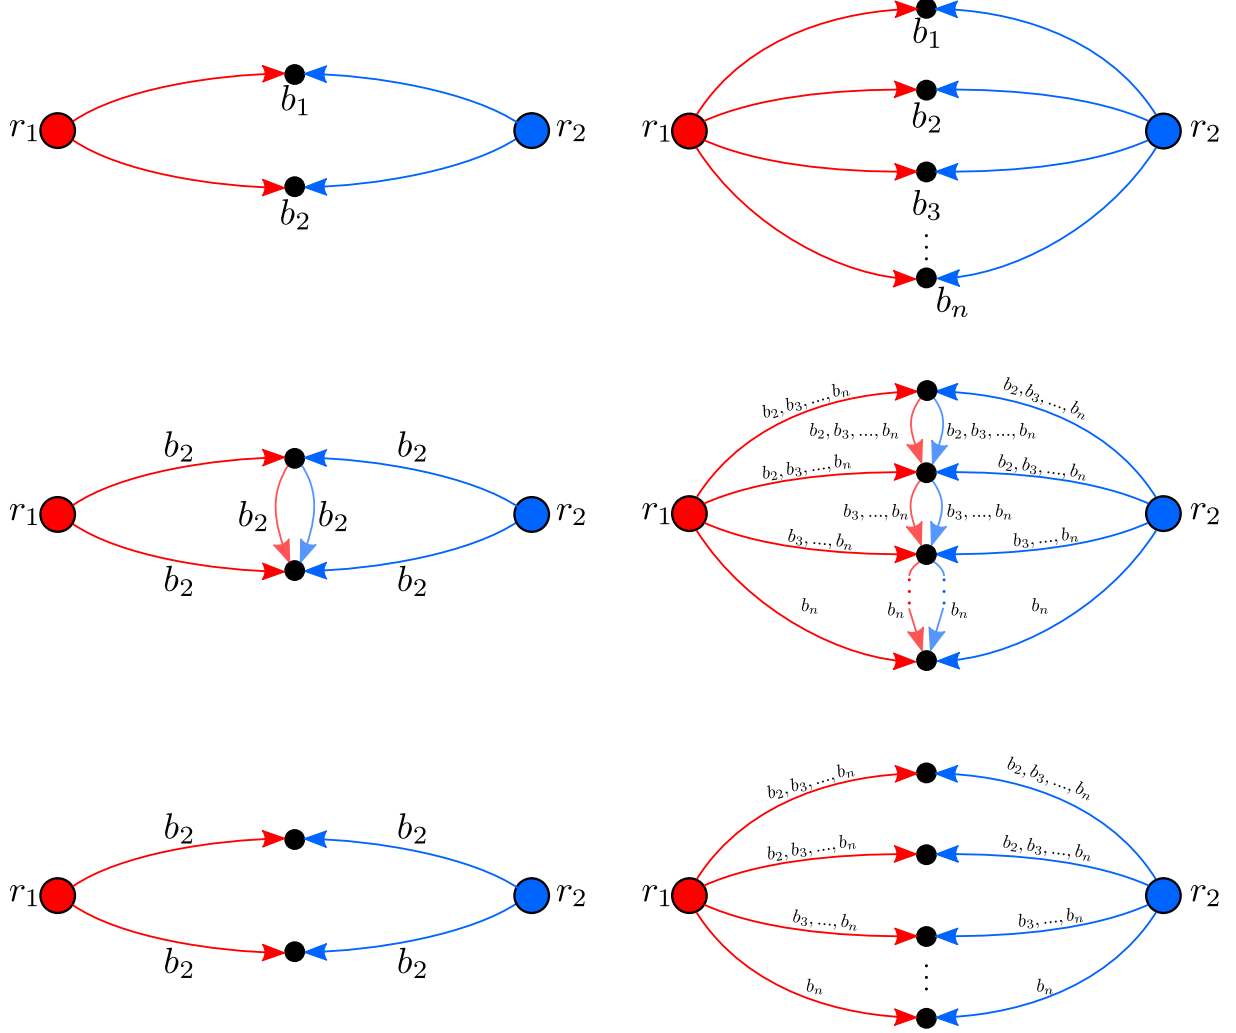 b₁
r₁ r₂
b₂
b₁
b₂
r₁ r₂
b₃
bₙ
b₂ b₂
r₁ b₂ b₂ r₂
b₂ b₂
b₂,b₃,...,bₙ b₂,b₃,...,bₙ
b₂,b₃,...,bₙ b₂,b₃,...,bₙ
b₂,b₃,...,bₙ b₂,b₃,...,bₙ
r₁ b₃,...,bₙ b₃,...,bₙ r₂
b₃,...,bₙ b₃,...,bₙ
bₙ bₙ bₙ bₙ
b₂ b₂
r₁ r₂
b₂ b₂
b₂,b₃,...,bₙ b₂,b₃,...,bₙ
b₂,b₃,...,bₙ b₂,b₃,...,bₙ
r₁ r₂
b₃,...,bₙ b₃,...,bₙ
bₙ bₙ